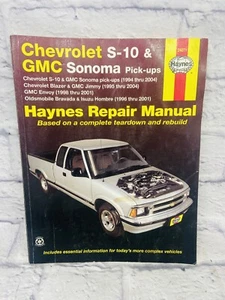 Chevrolet S-10 &
GMC Sonoma Pick-ups
Haynes
Chevrolet S-10 & GMC Sonoma pick-ups (1994 thru 2004)
Chevrolet Blazer & GMC Jimmy (1995 thru 2004)
GMC Envoy (1998 thru 2001)
Oldsmobile Bravada & Isuzu Hombre (1996 thru 2001)
Haynes Repair Manual
Based on a complete teardown and rebuild
Includes essential information for today's more complex vehicles